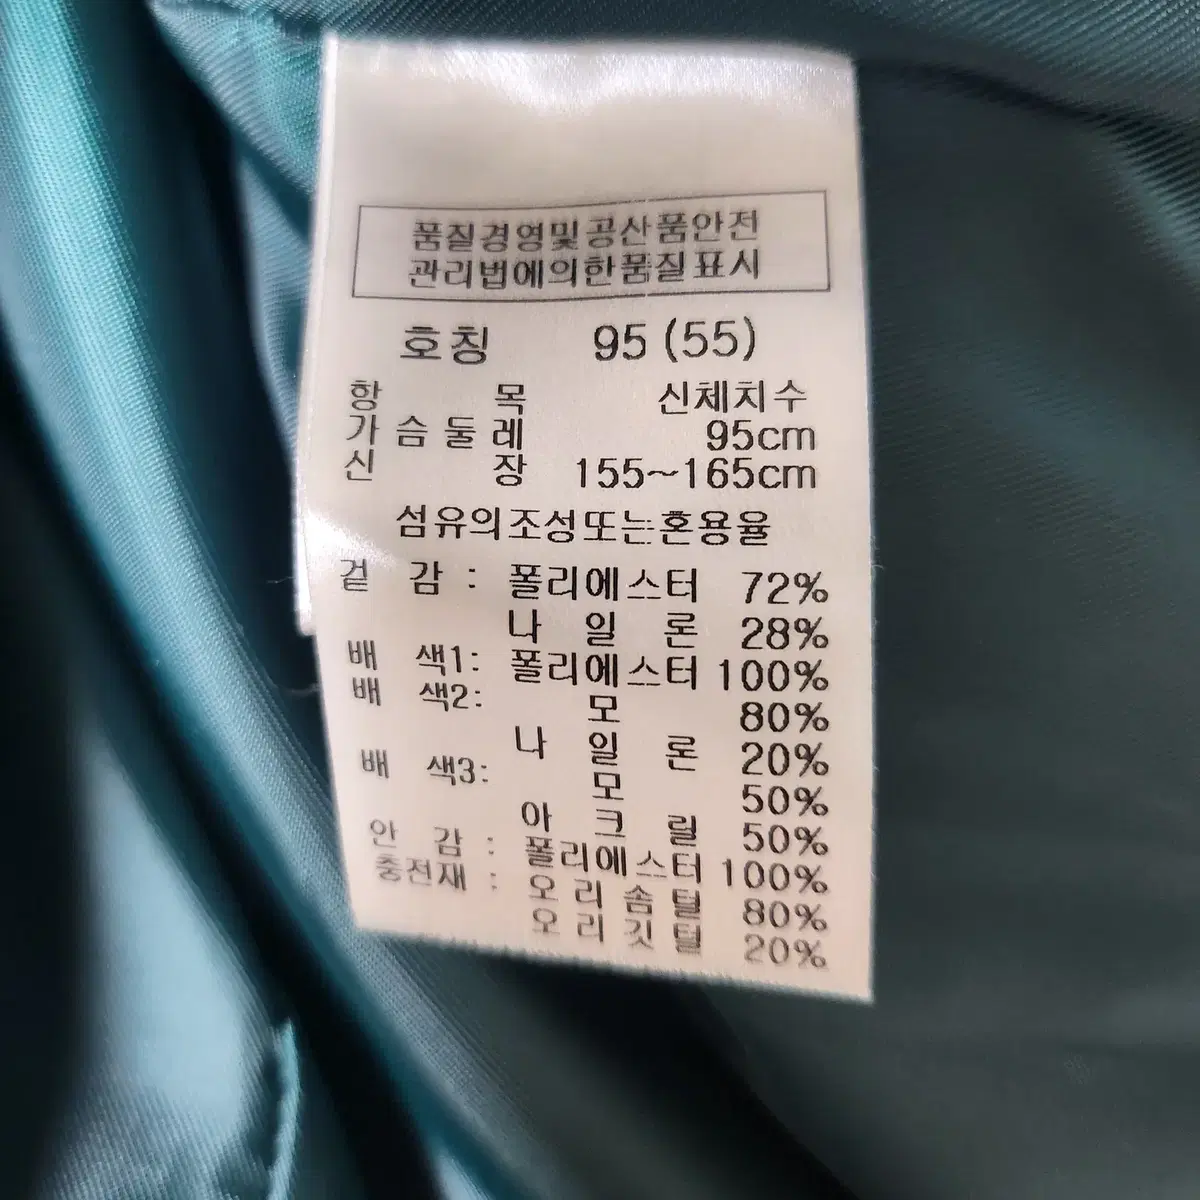 품질경영및공산품안전
관리법에의한품질표시
호칭 95 (55)
항 목 신체치수
가슴둘레 95cm
신 장 155~165cm
섬유의조성또는혼용율
겉 감 : 폴리에스터 72%
나 일 론 28%
배 색1: 폴리에스터 100%
배 색2: 모 80%
나 일 론 20%
배 색3: 모 50%
아 크 릴 50%
안 감 : 폴리에스터 100%
충전재 : 오리솜털 80%
오리깃털 20%